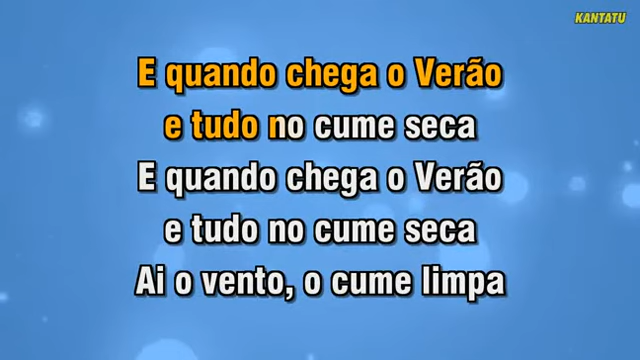 KANTATU
E quando chega o Verão
e tudo no cume seca
E quando chega o Verão
e tudo no cume seca
Ai o vento, o cume limpa